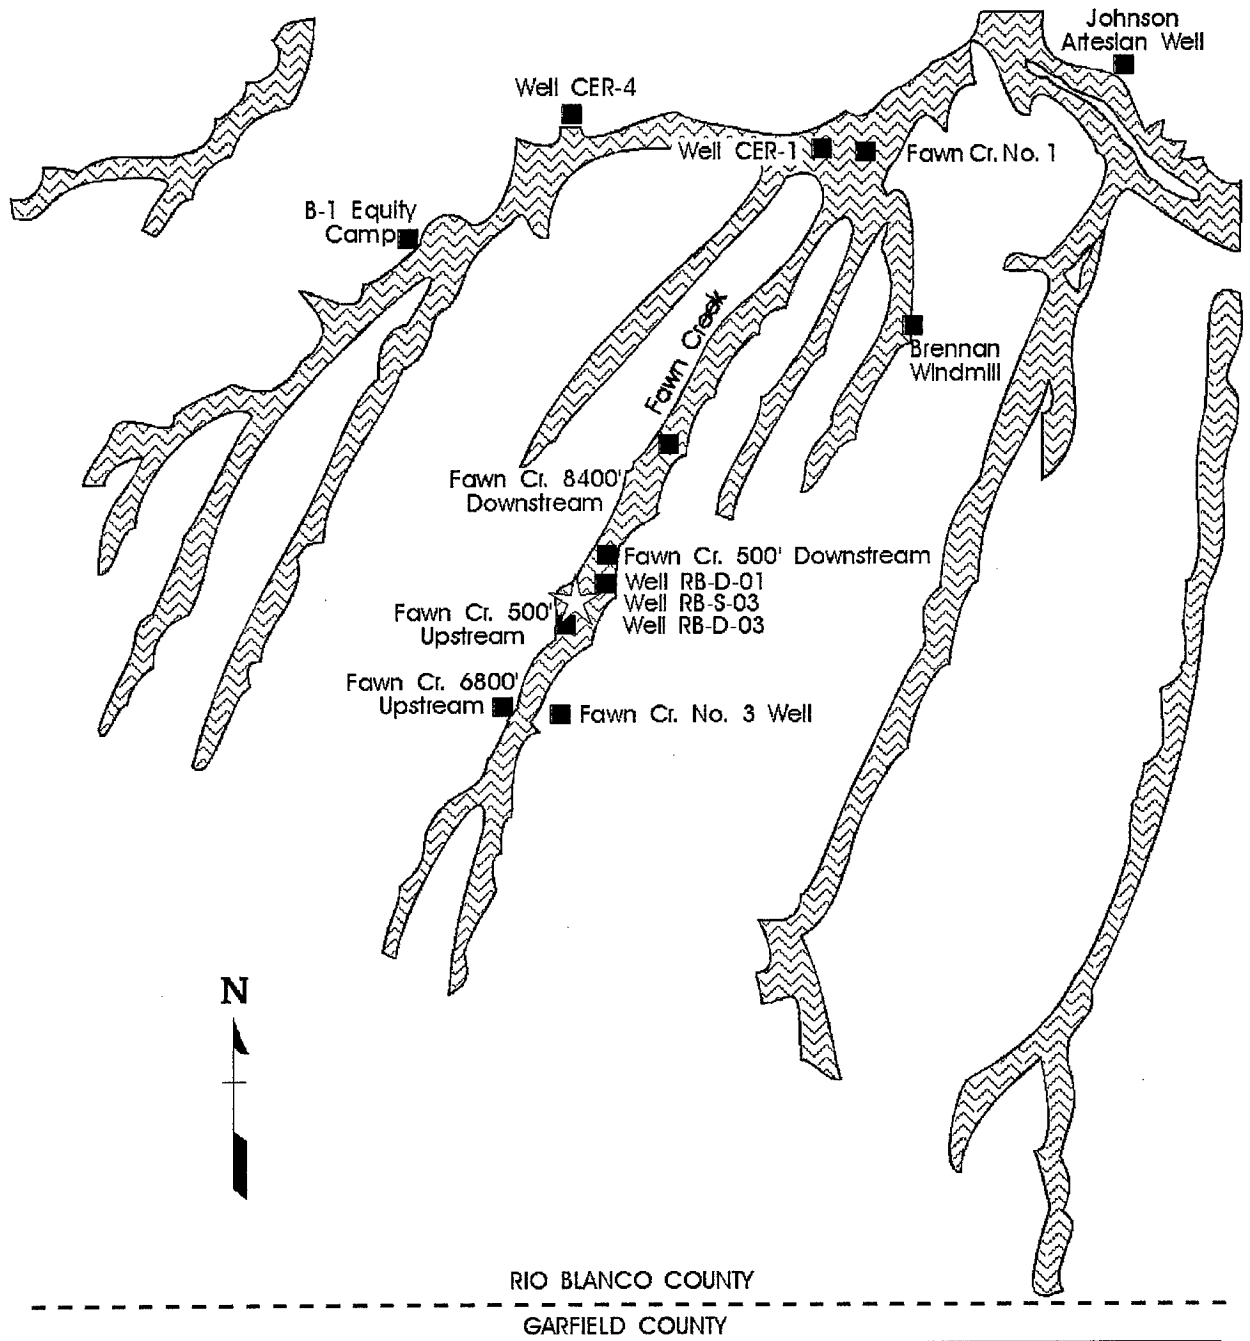 Johnson
Artesian Well
Well CER-4
Well CER-1
Fawn Cr. No. 1
B-1 Equity
Camp
Fawn Creek
Brennan
Windmill
Fawn Cr. 8400'
Downstream
Fawn Cr. 500' Downstream
Well RB-D-01
Well RB-S-03
Well RB-D-03
Fawn Cr. 500'
Upstream
Fawn Cr. 6800'
Upstream
Fawn Cr. No. 3 Well
N
RIO BLANCO COUNTY
GARFIELD COUNTY